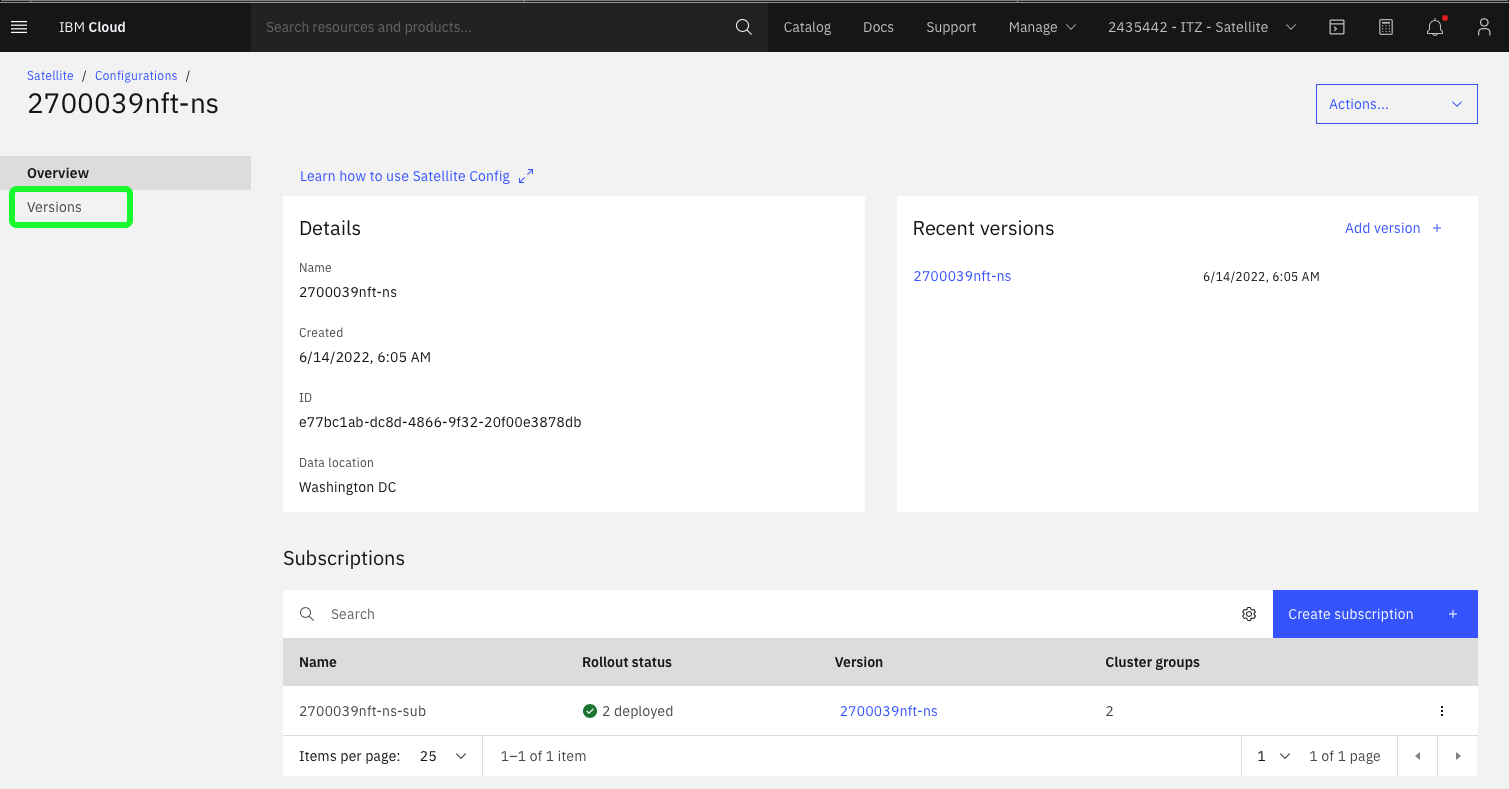 IBM Cloud
Search resources and products...
Catalog
Docs
Support
Manage
2435442 - ITZ - Satellite
Satellite / Configurations /
2700039nft-ns
Actions...
Overview
Versions
Learn how to use Satellite Config
Details
Name
2700039nft-ns
Created
6/14/2022, 6:05 AM
ID
e77bc1ab-dc8d-4866-9f32-20f00e3878db
Data location
Washington DC
Recent versions
Add version +
2700039nft-ns
6/14/2022, 6:05 AM
Subscriptions
Search
Create subscription +
Name Rollout status Version Cluster groups
2700039nft-ns-sub 2 deployed 2700039nft-ns 2
Items per page: 25 1–1 of 1 item 1 1 of 1 page